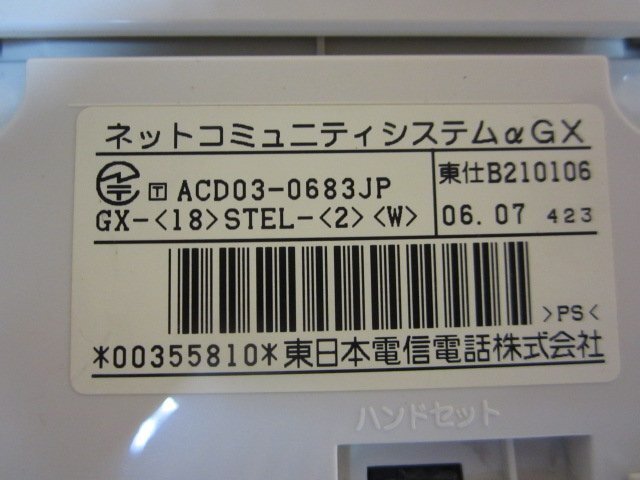 ネットコミュニティシステムαGX
T ACD03-0683JP
東仕B210106
GX-<18>STEL-<2><W>
06.07 423
>PS<
*00355810*東日本電信電話株式会社
ハンドセット